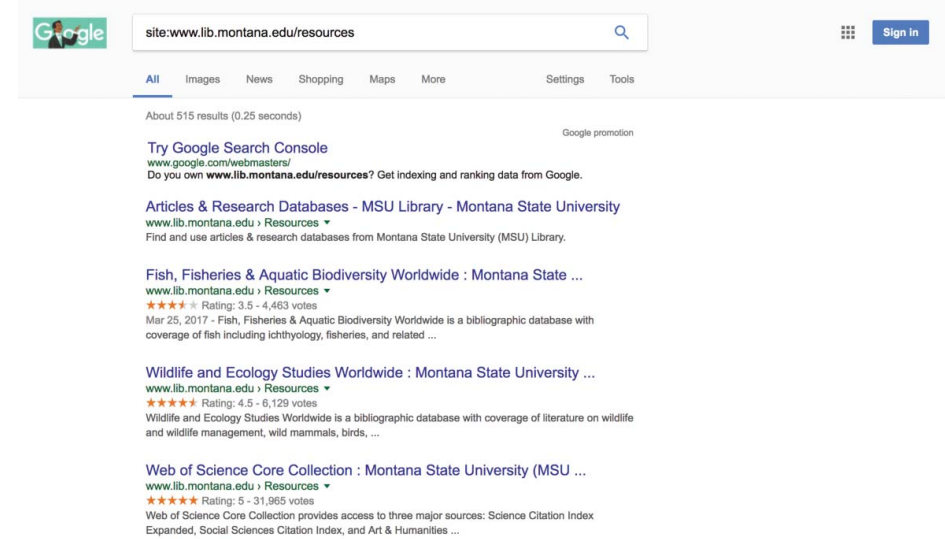 Google
site:www.lib.montana.edu/resources
Sign in
All Images News Shopping Maps More Settings Tools
About 515 results (0.25 seconds)
Google promotion
Try Google Search Console
www.google.com/webmasters/
Do you own www.lib.montana.edu/resources? Get indexing and ranking data from Google.
Articles & Research Databases - MSU Library - Montana State University
www.lib.montana.edu › Resources ▼
Find and use articles & research databases from Montana State University (MSU) Library.
Fish, Fisheries & Aquatic Biodiversity Worldwide : Montana State ...
www.lib.montana.edu › Resources ▼
Rating: 3.5 - 4,463 votes
Mar 25, 2017 - Fish, Fisheries & Aquatic Biodiversity Worldwide is a bibliographic database with
coverage of fish including ichthyology, fisheries, and related ...
Wildlife and Ecology Studies Worldwide : Montana State University ...
www.lib.montana.edu › Resources ▼
Rating: 4.5 - 6,129 votes
Wildlife and Ecology Studies Worldwide is a bibliographic database with coverage of literature on wildlife
and wildlife management, wild mammals, birds, ...
Web of Science Core Collection : Montana State University (MSU ...
www.lib.montana.edu › Resources ▼
Rating: 5 - 31,965 votes
Web of Science Core Collection provides access to three major sources: Science Citation Index
Expanded, Social Sciences Citation Index, and Art & Humanities ...